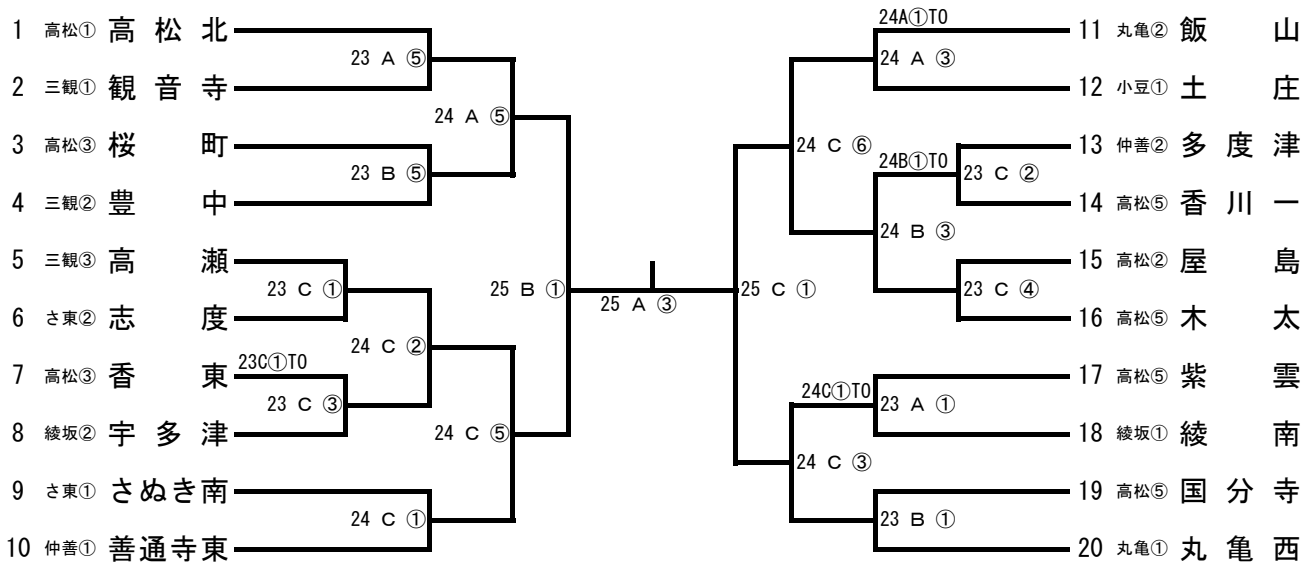 1 高松① 高松北
2 三観① 観音寺
3 高松③ 桜町
4 三観② 豊中
5 三観③ 高瀬
6 さ東② 志度
7 高松③ 香東
8 綾坂② 宇多津
9 さ東① さぬき南
10 仲善① 善通寺東
23 A ⑤
23 B ⑤
23 C ①
23C①TO
23 C ③
24 A ⑤
24 C ②
24 C ①
24 C ⑤
25 B ①
25 A ③
25 C ①
24 C ⑥
24 C ③
24A①TO
24 A ③
24B①TO
24 B ③
24C①TO
23 C ②
23 C ④
23 A ①
23 B ①
11 丸亀② 飯山
12 小豆① 土庄
13 仲善② 多度津
14 高松⑤ 香川一
15 高松② 屋島
16 高松⑤ 木太
17 高松⑤ 紫雲
18 綾坂① 綾南
19 高松⑤ 国分寺
20 丸亀① 丸亀西